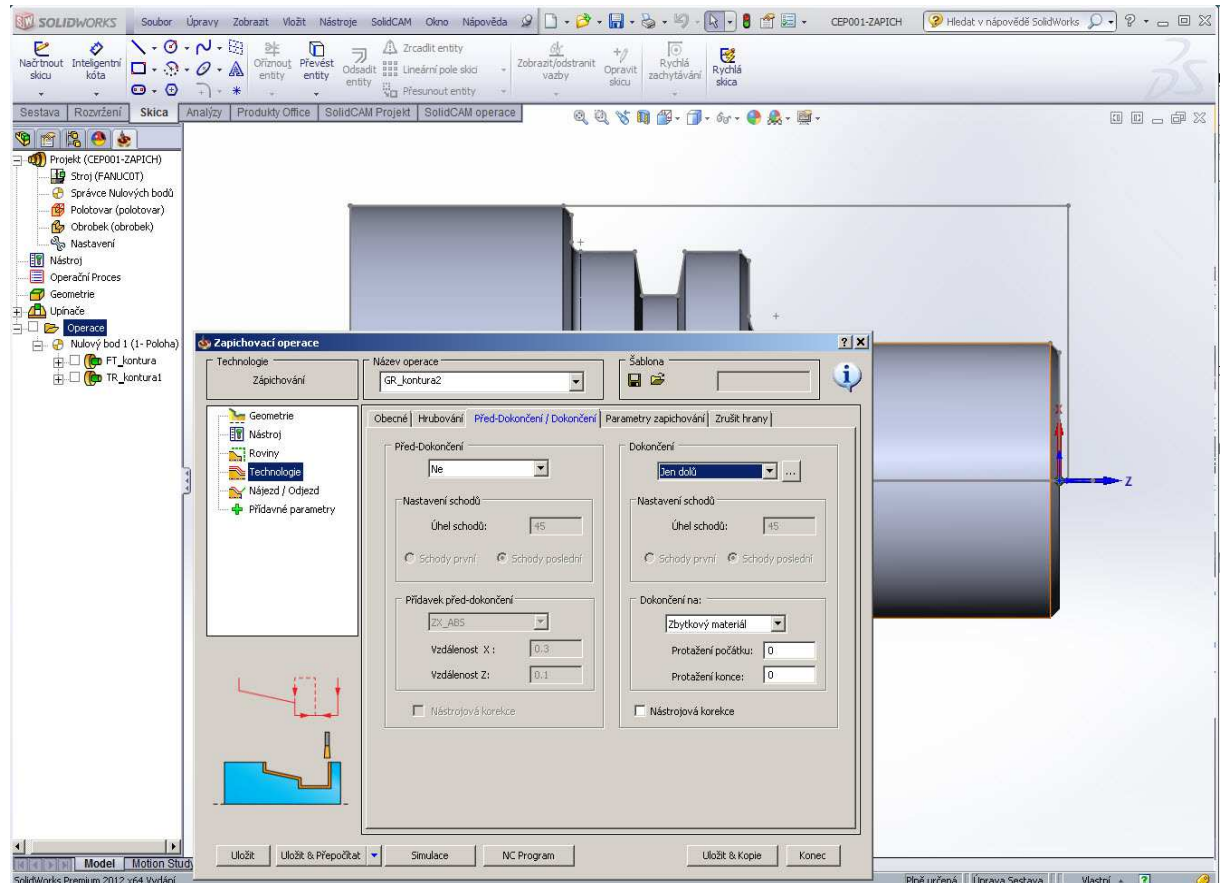 SOLIDWORKS Soubor Úpravy Zobrazit Vložit Nástroje SolidCAM Okno Nápověda CEP001-ZAPICH Hledat v nápovědě SolidWorks
Načrtnout skicu
Inteligentní kóta
Oříznout entity
Převést entity
Odsadit entity
Zrcadlit entity
Lineární pole skici
Přesunout entity
Zobrazit/odstranit vazby
Opravit skicu
Rychlá zachytávání
Rychlá skica
Sestava Rozvržení Skica Analýzy Produkty Office SolidCAM Projekt SolidCAM operace
Projekt (CEP001-ZAPICH)
Stroj (FANUC0T)
Správce Nulových bodů
Polotovar (polotovar)
Obrobek (obrobek)
Nastavení
Nástroj
Operační Proces
Geometrie
Upínače
Operace
Nulový bod 1 (1- Poloha)
FT_kontura
TR_kontura1
X
Z
Zapichovací operace
Technologie
Zápichování
Název operace
GR_kontura2
Šablona
Geometrie
Nástroj
Roviny
Technologie
Nájezd / Odjezd
Přídavné parametry
Obecné Hrubování Před-Dokončení / Dokončení Parametry zapichování Zrušit hrany
Před-Dokončení
Ne
Nastavení schodů
Úhel schodů: 45
Schody první Schody poslední
Přídavek před-dokončení
ZX_ABS
Vzdálenost X : 0.3
Vzdálenost Z: 0.1
Nástrojová korekce
Dokončení
Jen dolů ...
Nastavení schodů
Úhel schodů: 45
Schody první Schody poslední
Dokončení na:
Zbytkový materiál
Protažení počátku: 0
Protažení konce: 0
Nástrojová korekce
Uložit Uložit & Přepočítat Simulace NC Program Uložit & Kopie Konec
Model Motion Study
SolidWorks Premium 2012 x64 Vydání Plně určená Úprava Sestava Vlastní